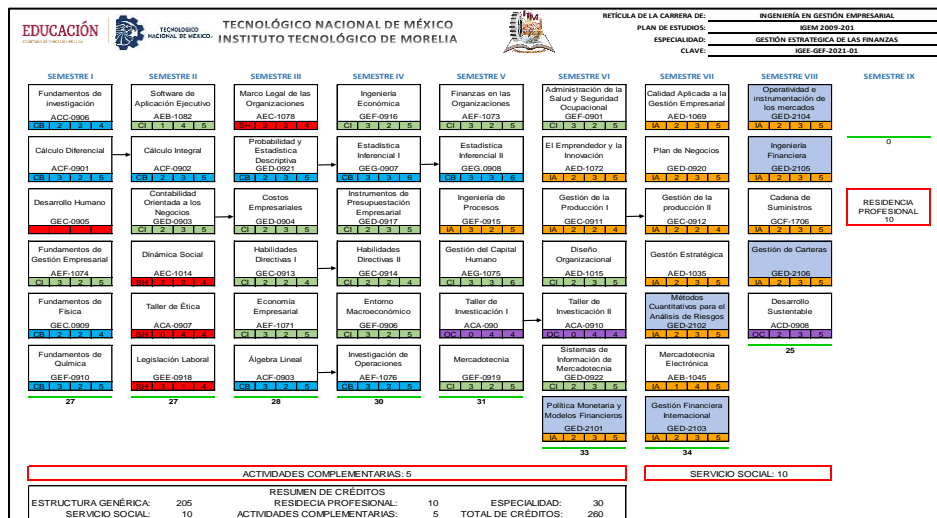 EDUCACIÓN
TECNOLÓGICO
NACIONAL DE MÉXICO
TECNOLÓGICO NACIONAL DE MÉXICO
INSTITUTO TECNOLÓGICO DE MORELIA
RETÍCULA DE LA CARRERA DE: INGENIERÍA EN GESTIÓN EMPRESARIAL
PLAN DE ESTUDIOS: IGEM 2009-201
ESPECIALIDAD: GESTIÓN ESTRATEGICA DE LAS FINANZAS
CLAVE: IGEE-GEF-2021-01
SEMESTRE I
Fundamentos de
investigación
ACC-0906
CB 2 2 4
Cálculo Diferencial
ACF-0901
CB 3 2 5
Desarrollo Humano
GEC-0905
Fundamentos de
Gestión Empresarial
AEF-1074
CI 3 2 5
Fundamentos de
Física
GEC.0909
CB 2 2 4
Fundamentos de
Química
GEF-0910
CB 3 2 5
27
SEMESTRE II
Software de
Aplicación Ejecutivo
AEB-1082
CI 1 4 5
Cálculo Integral
ACF-0902
CB 3 2 5
Contabilidad
Orientada a los
Negocios
GED-0903
CI 2 3 5
Dinámica Social
AEC-1014
SH 2 2 4
Taller de Ética
ACA-0907
SH 0 4 4
Legislación Laboral
GEE-0918
SH 3 1 4
27
SEMESTRE III
Marco Legal de las
Organizaciones
AEC-1078
SH 2 2 4
Probabilidad y
Estadística
Descriptiva
GED-0921
CB 2 3 5
Costos
Empresariales
GED-0904
CI 2 3 5
Habilidades
Directivas I
GEC-0913
CI 2 2 4
Economía
Empresarial
AEF-1071
CI 3 2 5
Álgebra Lineal
ACF-0903
CB 3 2 5
28
SEMESTRE IV
Ingeniería
Económica
GEF-0916
CI 3 2 5
Estadística
Inferencial I
GEG-0907
CB 3 3 6
Instrumentos de
Presupuestación
Empresarial
GED-0917
CI 2 3 5
Habilidades
Directivas II
GEC-0914
CI 2 2 4
Entorno
Macroeconómico
GEF-0906
CI 3 2 5
Investigación de
Operaciones
AEF-1076
CB 3 2 5
30
SEMESTRE V
Finanzas en las
Organizaciones
AEF-1073
CI 3 2 5
Estadística
Inferencial II
GEG.0908
CB 3 3 6
Ingeniería de
Procesos
GEF-0915
IA 3 2 5
Gestión del Capital
Humano
AEG-1075
CI 3 3 6
Taller de
Investigación I
ACA-090
OC 0 4 4
Mercadotecnia
GEF-0919
CI 3 2 5
31
SEMESTRE VI
Administración de la
Salud y Seguridad
Ocupacional
GEF-0901
CI 3 2 5
El Emprendedor y la
Innovación
AED-1072
IA 2 3 5
Gestión de la
Producción I
GEC-0911
IA 2 2 4
Diseño
Organizacional
AED-1015
CI 2 3 5
Taller de
Investigación II
ACA-0910
OC 0 4 4
Sistemas de
Información de
Mercadotecnia
GED-0922
CI 2 3 5
Política Monetaria y
Modelos Financieros
GED-2101
IA 2 3 5
33
SEMESTRE VII
Calidad Aplicada a la
Gestión Empresarial
AED-1069
IA 2 3 5
Plan de Negocios
GED-0920
IA 2 3 5
Gestión de la
producción II
GEC-0912
IA 2 2 4
Gestión Estratégica
AED-1035
IA 2 3 5
Métodos
Cuantitativos para el
Análisis de Riesgos
GED-2102
IA 2 3 5
Mercadotecnia
Electrónica
AEB-1045
IA 1 4 5
Gestión Financiera
Internacional
GED-2103
IA 2 3 5
34
SEMESTRE VIII
Operatividad e
instrumentación de
los mercados
GED-2104
IA 2 3 5
Ingeniería
Financiera
GED-2105
IA 2 3 5
Cadena de
Suministros
GCF-1706
IA 3 2 5
Gestión de Carteras
GED-2106
IA 2 3 5
Desarrollo
Sustentable
ACD-0908
OC 2 3 5
25
SEMESTRE IX
0
RESIDENCIA
PROFESIONAL
10
ACTIVIDADES COMPLEMENTARIAS: 5
SERVICIO SOCIAL: 10
RESUMEN DE CRÉDITOS
ESTRUCTURA GENÉRICA: 205 RESIDECIA PROFESIONAL: 10 ESPECIALIDAD: 30
SERVICIO SOCIAL: 10 ACTIVIDADES COMPLEMENTARIAS: 5 TOTAL DE CRÉDITOS: 260